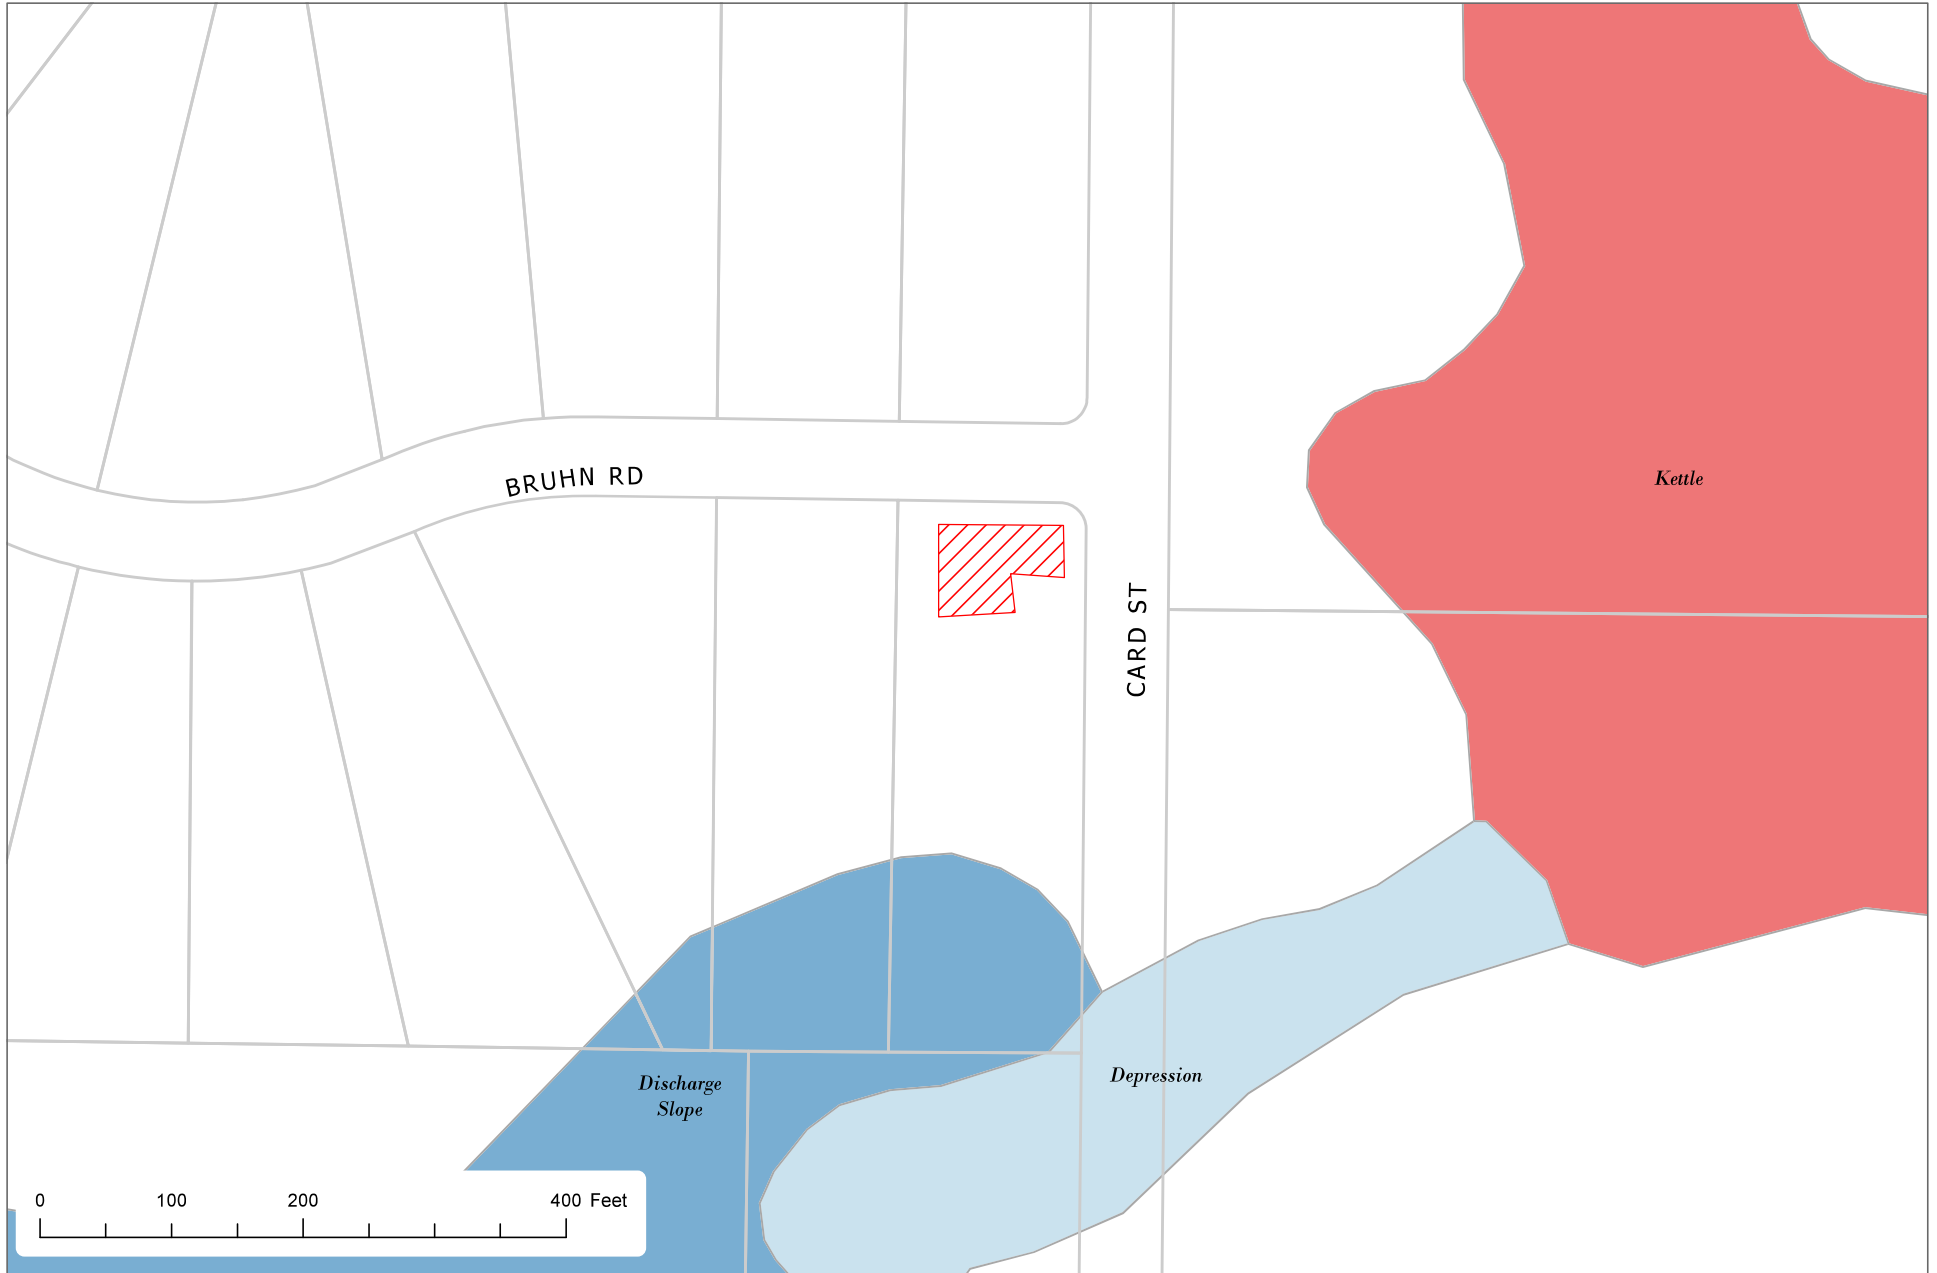 BRUHN RD
Kettle
CARD ST
Depression
Discharge
Slope
0 100 200 400 Feet